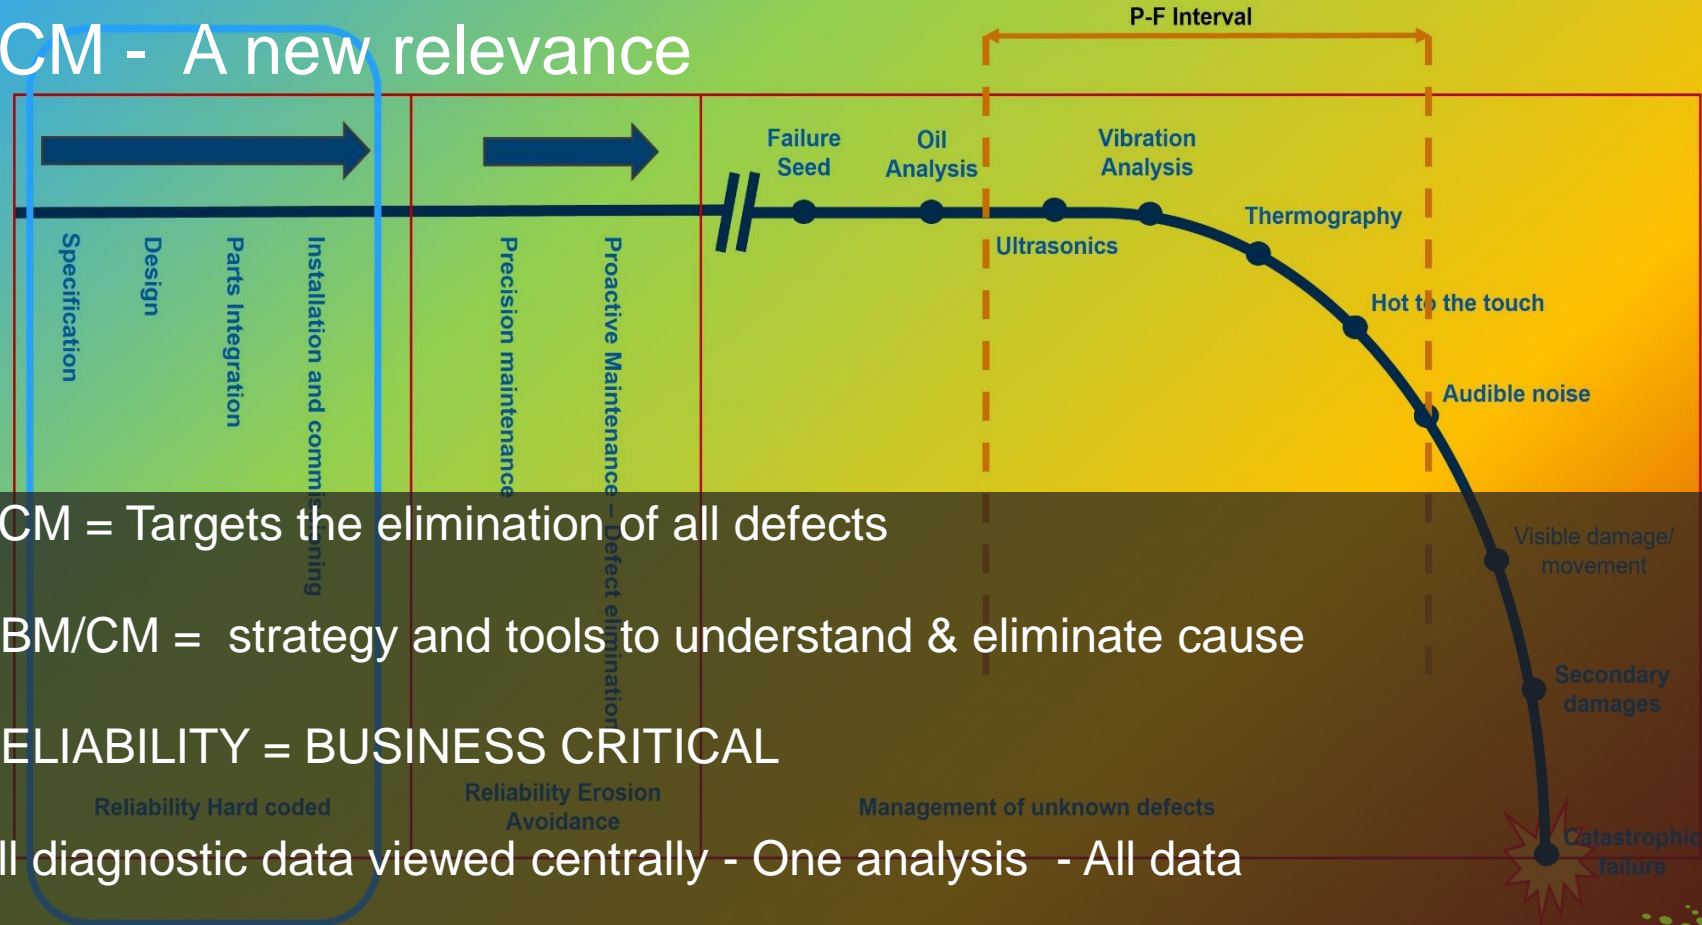 P-F Interval
CM - A new relevance
Failure
Seed
Oil
Analysis
Vibration
Analysis
Ultrasonics
Thermography
Hot to the touch
Audible noise
Visible damage/
movement
Secondary
damages
Catastrophic
failure
Specification
Design
Parts Integration
Installation and commissioning
Precision maintenance
Proactive Maintenance – Defect elimination
CM = Targets the elimination of all defects
BM/CM = strategy and tools to understand & eliminate cause
ELIABILITY = BUSINESS CRITICAL
Reliability Hard coded
Reliability Erosion
Avoidance
Management of unknown defects
ll diagnostic data viewed centrally - One analysis - All data